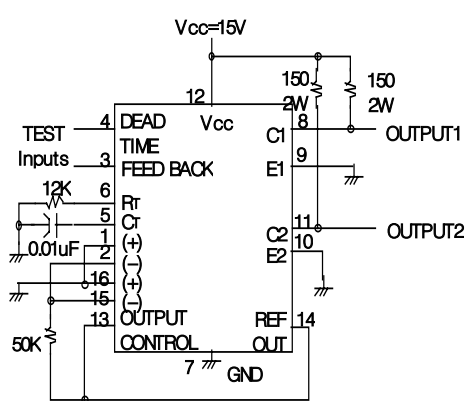 Vcc=15V
150
2W
150
2W
12
Vcc
TEST
Inputs
4
DEAD
TIME
3
FEED BACK
8
C1
OUTPUT1
9
E1
12K
6
RT
5
CT
0.01uF
1
(+)
2
(−)
16
(+)
15
(−)
11
C2
OUTPUT2
10
E2
13
OUTPUT
CONTROL
50K
REF
OUT
14
7
GND